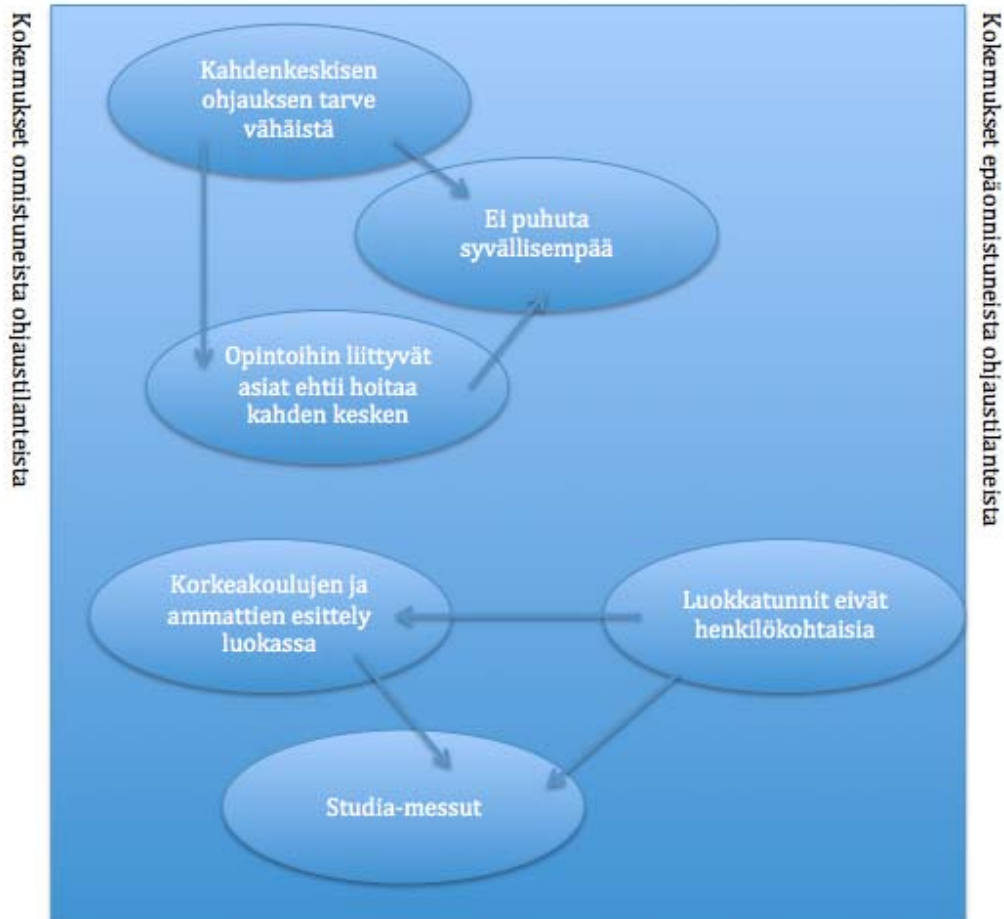 Kokemukset onnistuneista ohjaustilanteista
Kahdenkeskisen
ohjauksen tarve
vähäistä
Ei puhuta
syvällisempää
Opintoihin liittyvät
asiat ehtii hoitaa
kahden kesken
Korkeakoulujen ja
ammattien esittely
luokassa
Luokkatunnit eivät
henkilökohtaisia
Studia-messut
Kokemukset epäonnistuneista ohjaustilanteista